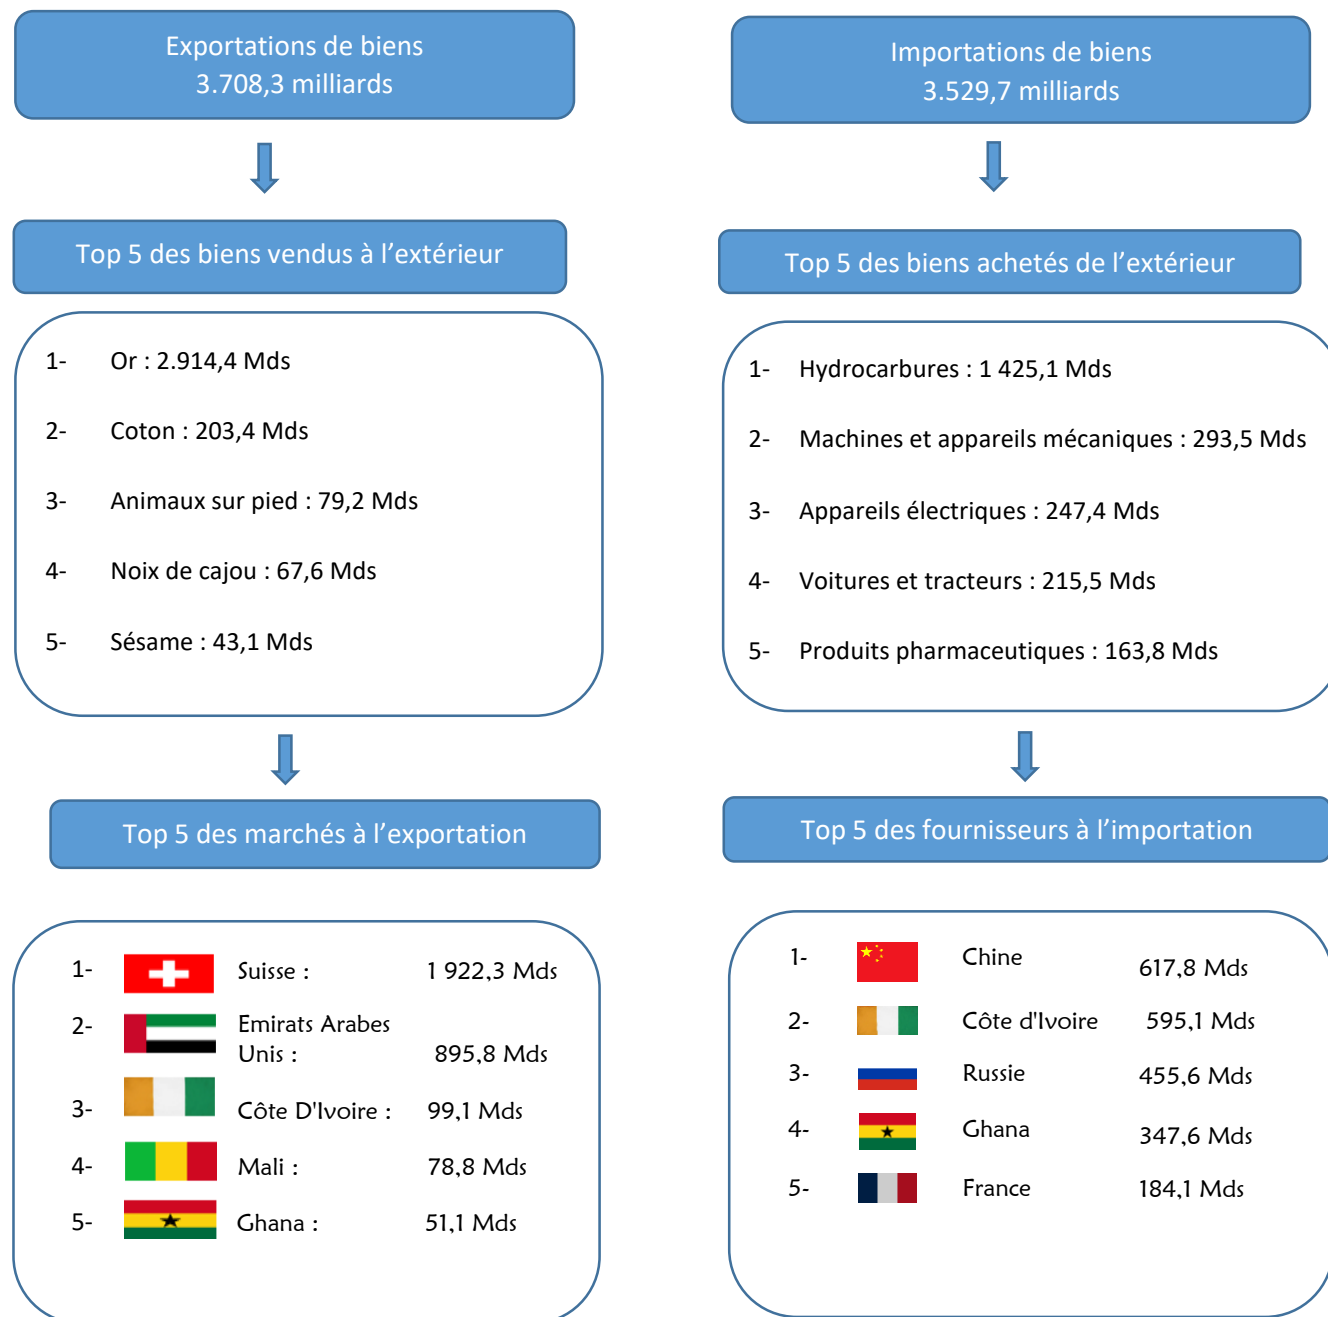 Exportations de biens
3.708,3 milliards
Top 5 des biens vendus à l’extérieur
1- Or : 2.914,4 Mds
2- Coton : 203,4 Mds
3- Animaux sur pied : 79,2 Mds
4- Noix de cajou : 67,6 Mds
5- Sésame : 43,1 Mds
Top 5 des marchés à l’exportation
1- Suisse : 1 922,3 Mds
2- Emirats Arabes
Unis : 895,8 Mds
3- Côte D'Ivoire : 99,1 Mds
4- Mali : 78,8 Mds
5- Ghana : 51,1 Mds
Importations de biens
3.529,7 milliards
Top 5 des biens achetés de l’extérieur
1- Hydrocarbures : 1 425,1 Mds
2- Machines et appareils mécaniques : 293,5 Mds
3- Appareils électriques : 247,4 Mds
4- Voitures et tracteurs : 215,5 Mds
5- Produits pharmaceutiques : 163,8 Mds
Top 5 des fournisseurs à l’importation
1- Chine 617,8 Mds
2- Côte d'Ivoire 595,1 Mds
3- Russie 455,6 Mds
4- Ghana 347,6 Mds
5- France 184,1 Mds